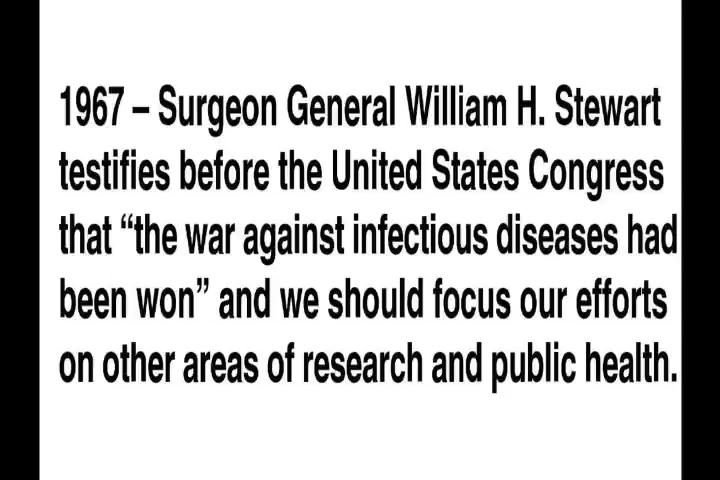 1967 – Surgeon General William H. Stewart
testifies before the United States Congress
that “the war against infectious diseases had
been won” and we should focus our efforts
on other areas of research and public health.